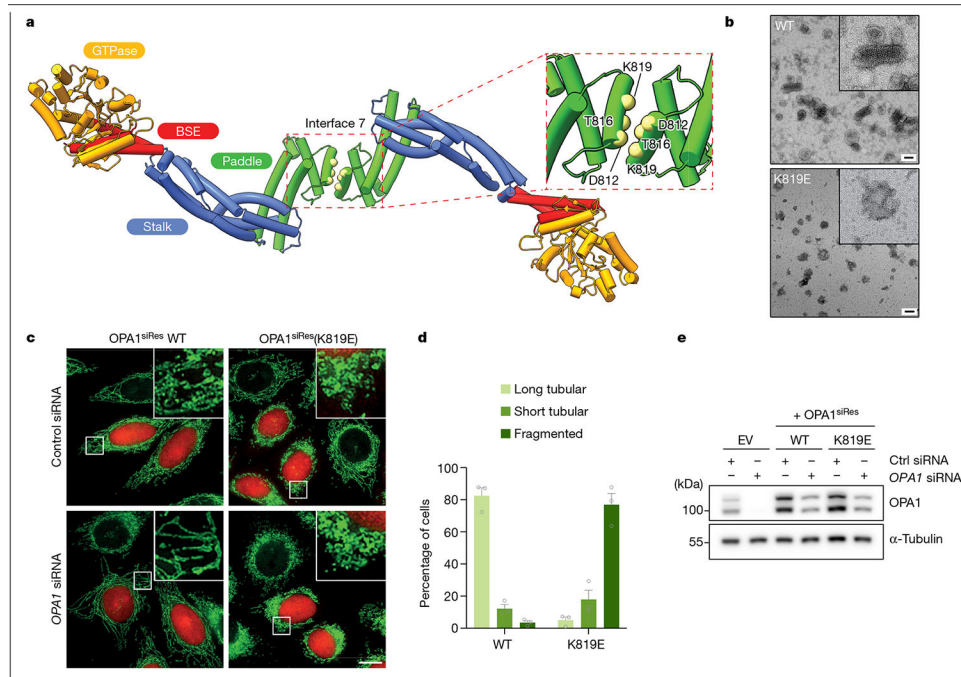 a
GTPase
BSE
Paddle
Stalk
Interface 7
K819
T816
D812
T816
K819
D812
b
WT
K819E
c
OPA1siRes WT
OPA1siRes(K819E)
Control siRNA
OPA1 siRNA
d
Long tubular
Short tubular
Fragmented
Percentage of cells
100
80
60
40
20
0
WT
K819E
e
+ OPA1siRes
EV
WT
K819E
+ – + – + – Ctrl siRNA
– + – + – + OPA1 siRNA
(kDa)
100
OPA1
55
α-Tubulin